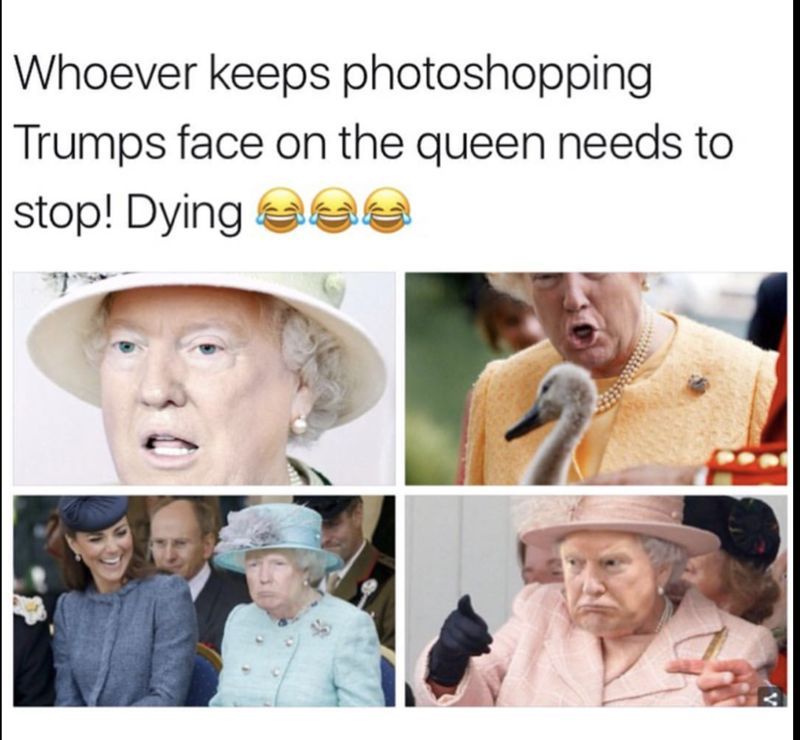 Whoever keeps photoshopping
Trumps face on the queen needs to
stop! Dying 😂😂😂